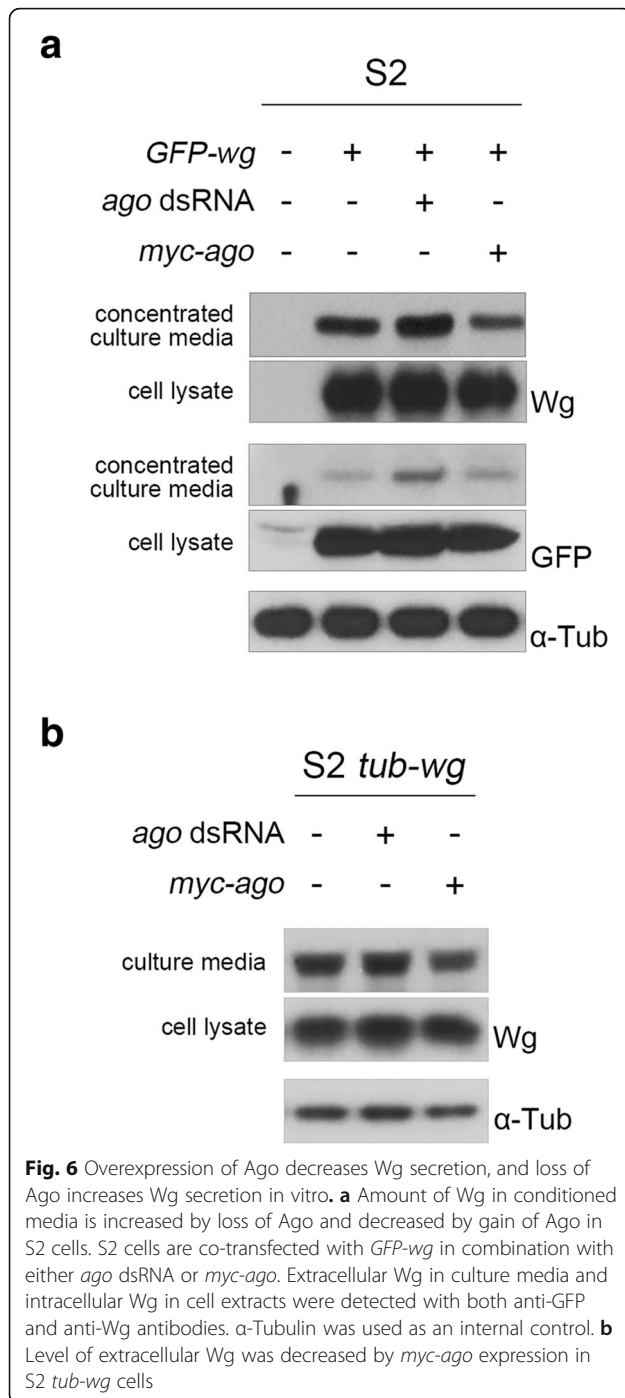 a
S2
GFP-wg - + + +
ago dsRNA - - + -
myc-ago - - - +
concentrated
culture media
cell lysate Wg
concentrated
culture media
cell lysate GFP
α-Tub
b
S2 tub-wg
ago dsRNA - + -
myc-ago - - +
culture media
cell lysate Wg
α-Tub
Fig. 6 Overexpression of Ago decreases Wg secretion, and loss of
Ago increases Wg secretion in vitro. a Amount of Wg in conditioned
media is increased by loss of Ago and decreased by gain of Ago in
S2 cells. S2 cells are co-transfected with GFP-wg in combination with
either ago dsRNA or myc-ago. Extracellular Wg in culture media and
intracellular Wg in cell extracts were detected with both anti-GFP
and anti-Wg antibodies. α-Tubulin was used as an internal control. b
Level of extracellular Wg was decreased by myc-ago expression in
S2 tub-wg cells